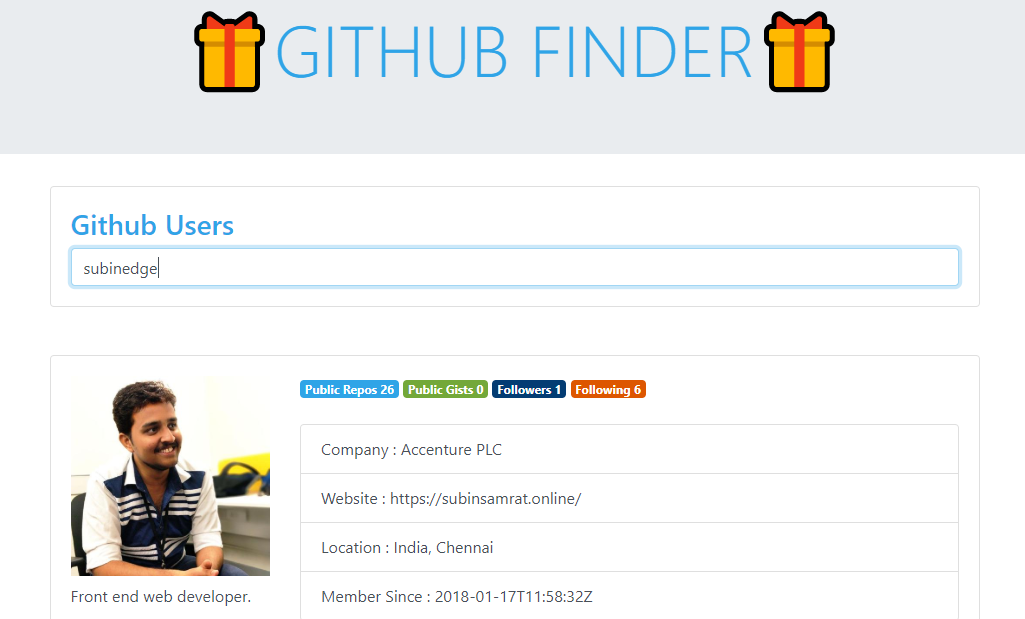 GITHUB FINDER
Github Users
subinedge
Public Repos 26 Public Gists 0 Followers 1 Following 6
Company : Accenture PLC
Website : https://subinsamrat.online/
Location : India, Chennai
Member Since : 2018-01-17T11:58:32Z
Front end web developer.